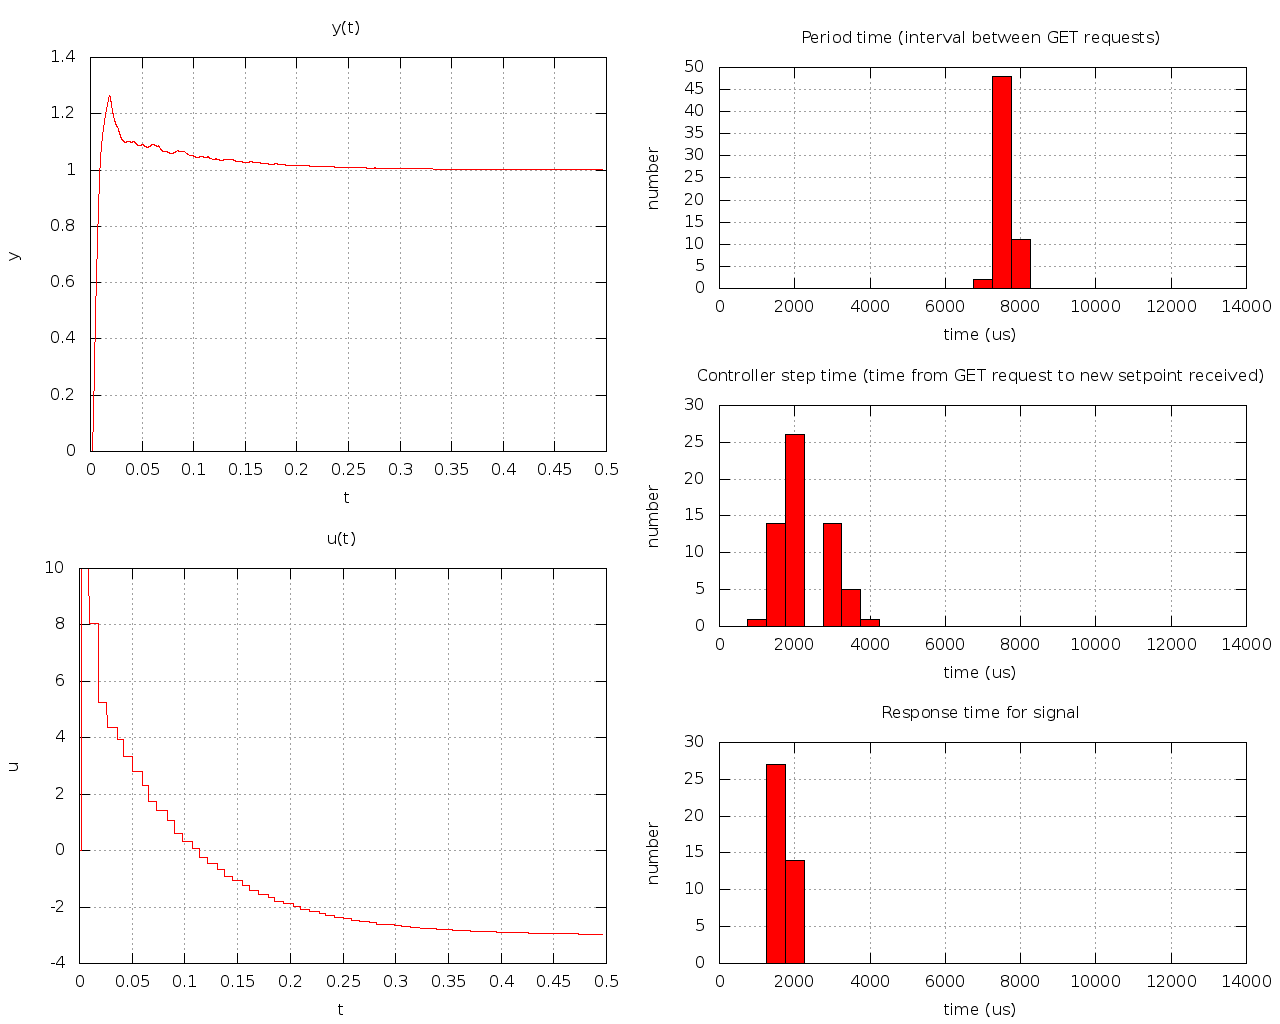 y(t)
1.4
1.2
1
0.8
0.6
0.4
0.2
0
y
0 0.05 0.1 0.15 0.2 0.25 0.3 0.35 0.4 0.45 0.5
t
u(t)
10
8
6
4
2
0
-2
-4
u
0 0.05 0.1 0.15 0.2 0.25 0.3 0.35 0.4 0.45 0.5
t
Period time (interval between GET requests)
50
45
40
35
30
25
20
15
10
5
0
number
0 2000 4000 6000 8000 10000 12000 14000
time (us)
Controller step time (time from GET request to new setpoint received)
30
25
20
15
10
5
0
number
0 2000 4000 6000 8000 10000 12000 14000
time (us)
Response time for signal
30
25
20
15
10
5
0
number
0 2000 4000 6000 8000 10000 12000 14000
time (us)